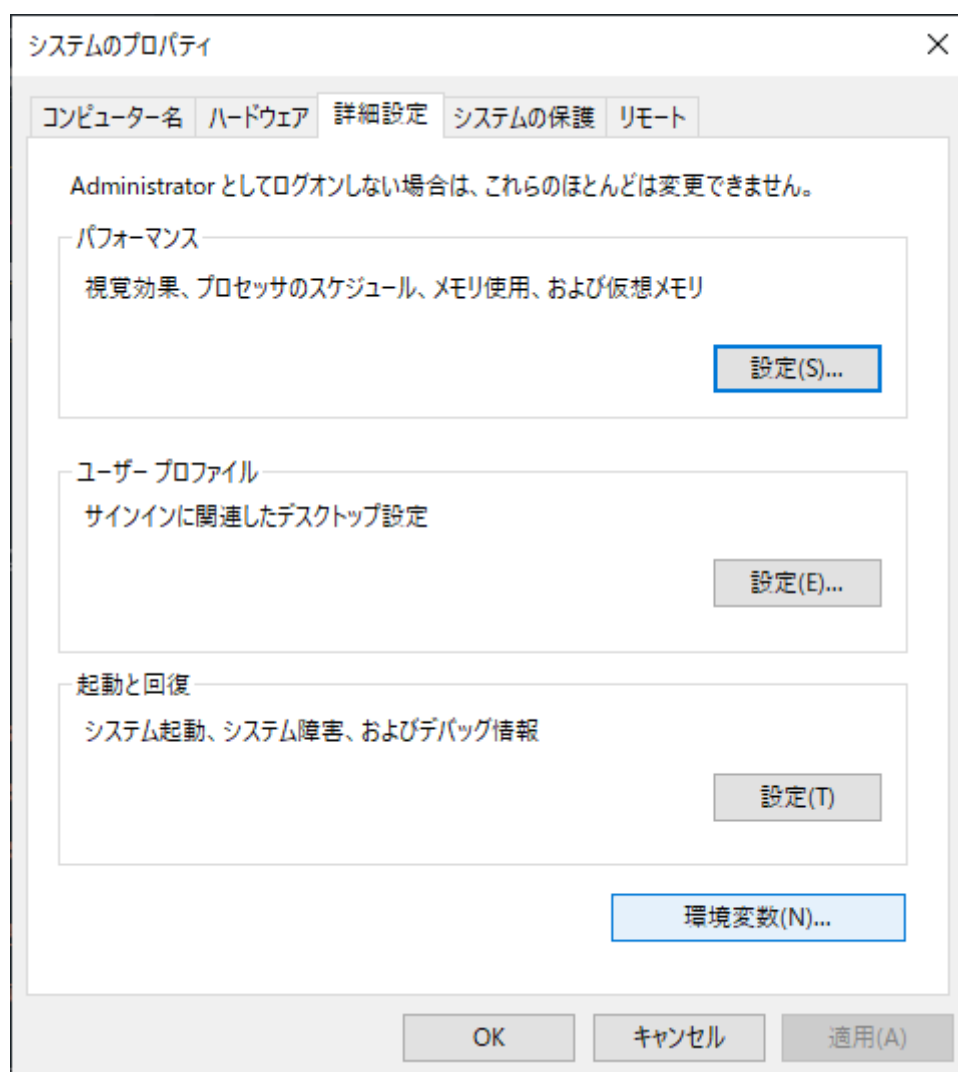 システムのプロパティ
コンピューター名 ハードウェア 詳細設定 システムの保護 リモート
Administrator としてログオンしない場合は、これらのほとんどは変更できません。
パフォーマンス
視覚効果、プロセッサのスケジュール、メモリ使用、および仮想メモリ
設定(S)...
ユーザー プロファイル
サインインに関連したデスクトップ設定
設定(E)...
起動と回復
システム起動、システム障害、およびデバッグ情報
設定(T)
環境変数(N)...
OK キャンセル 適用(A)